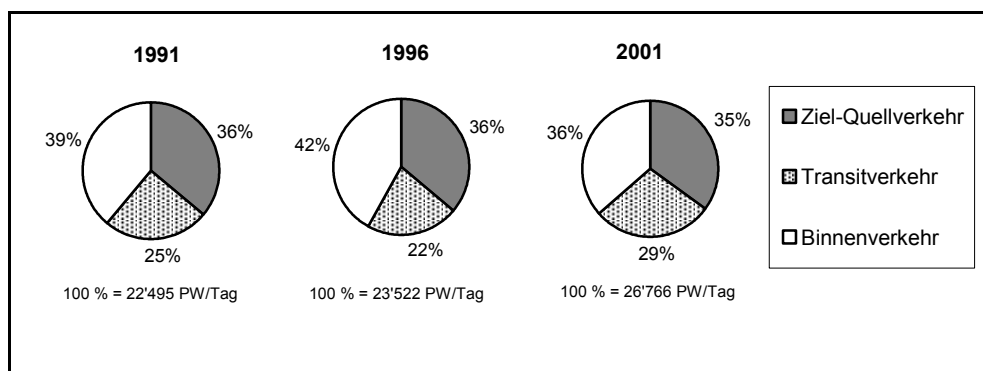 1991
39%
36%
25%
100 % = 22'495 PW/Tag
1996
42%
36%
22%
100 % = 23'522 PW/Tag
2001
36%
35%
29%
100 % = 26'766 PW/Tag
Ziel-Quellverkehr
Transitverkehr
Binnenverkehr